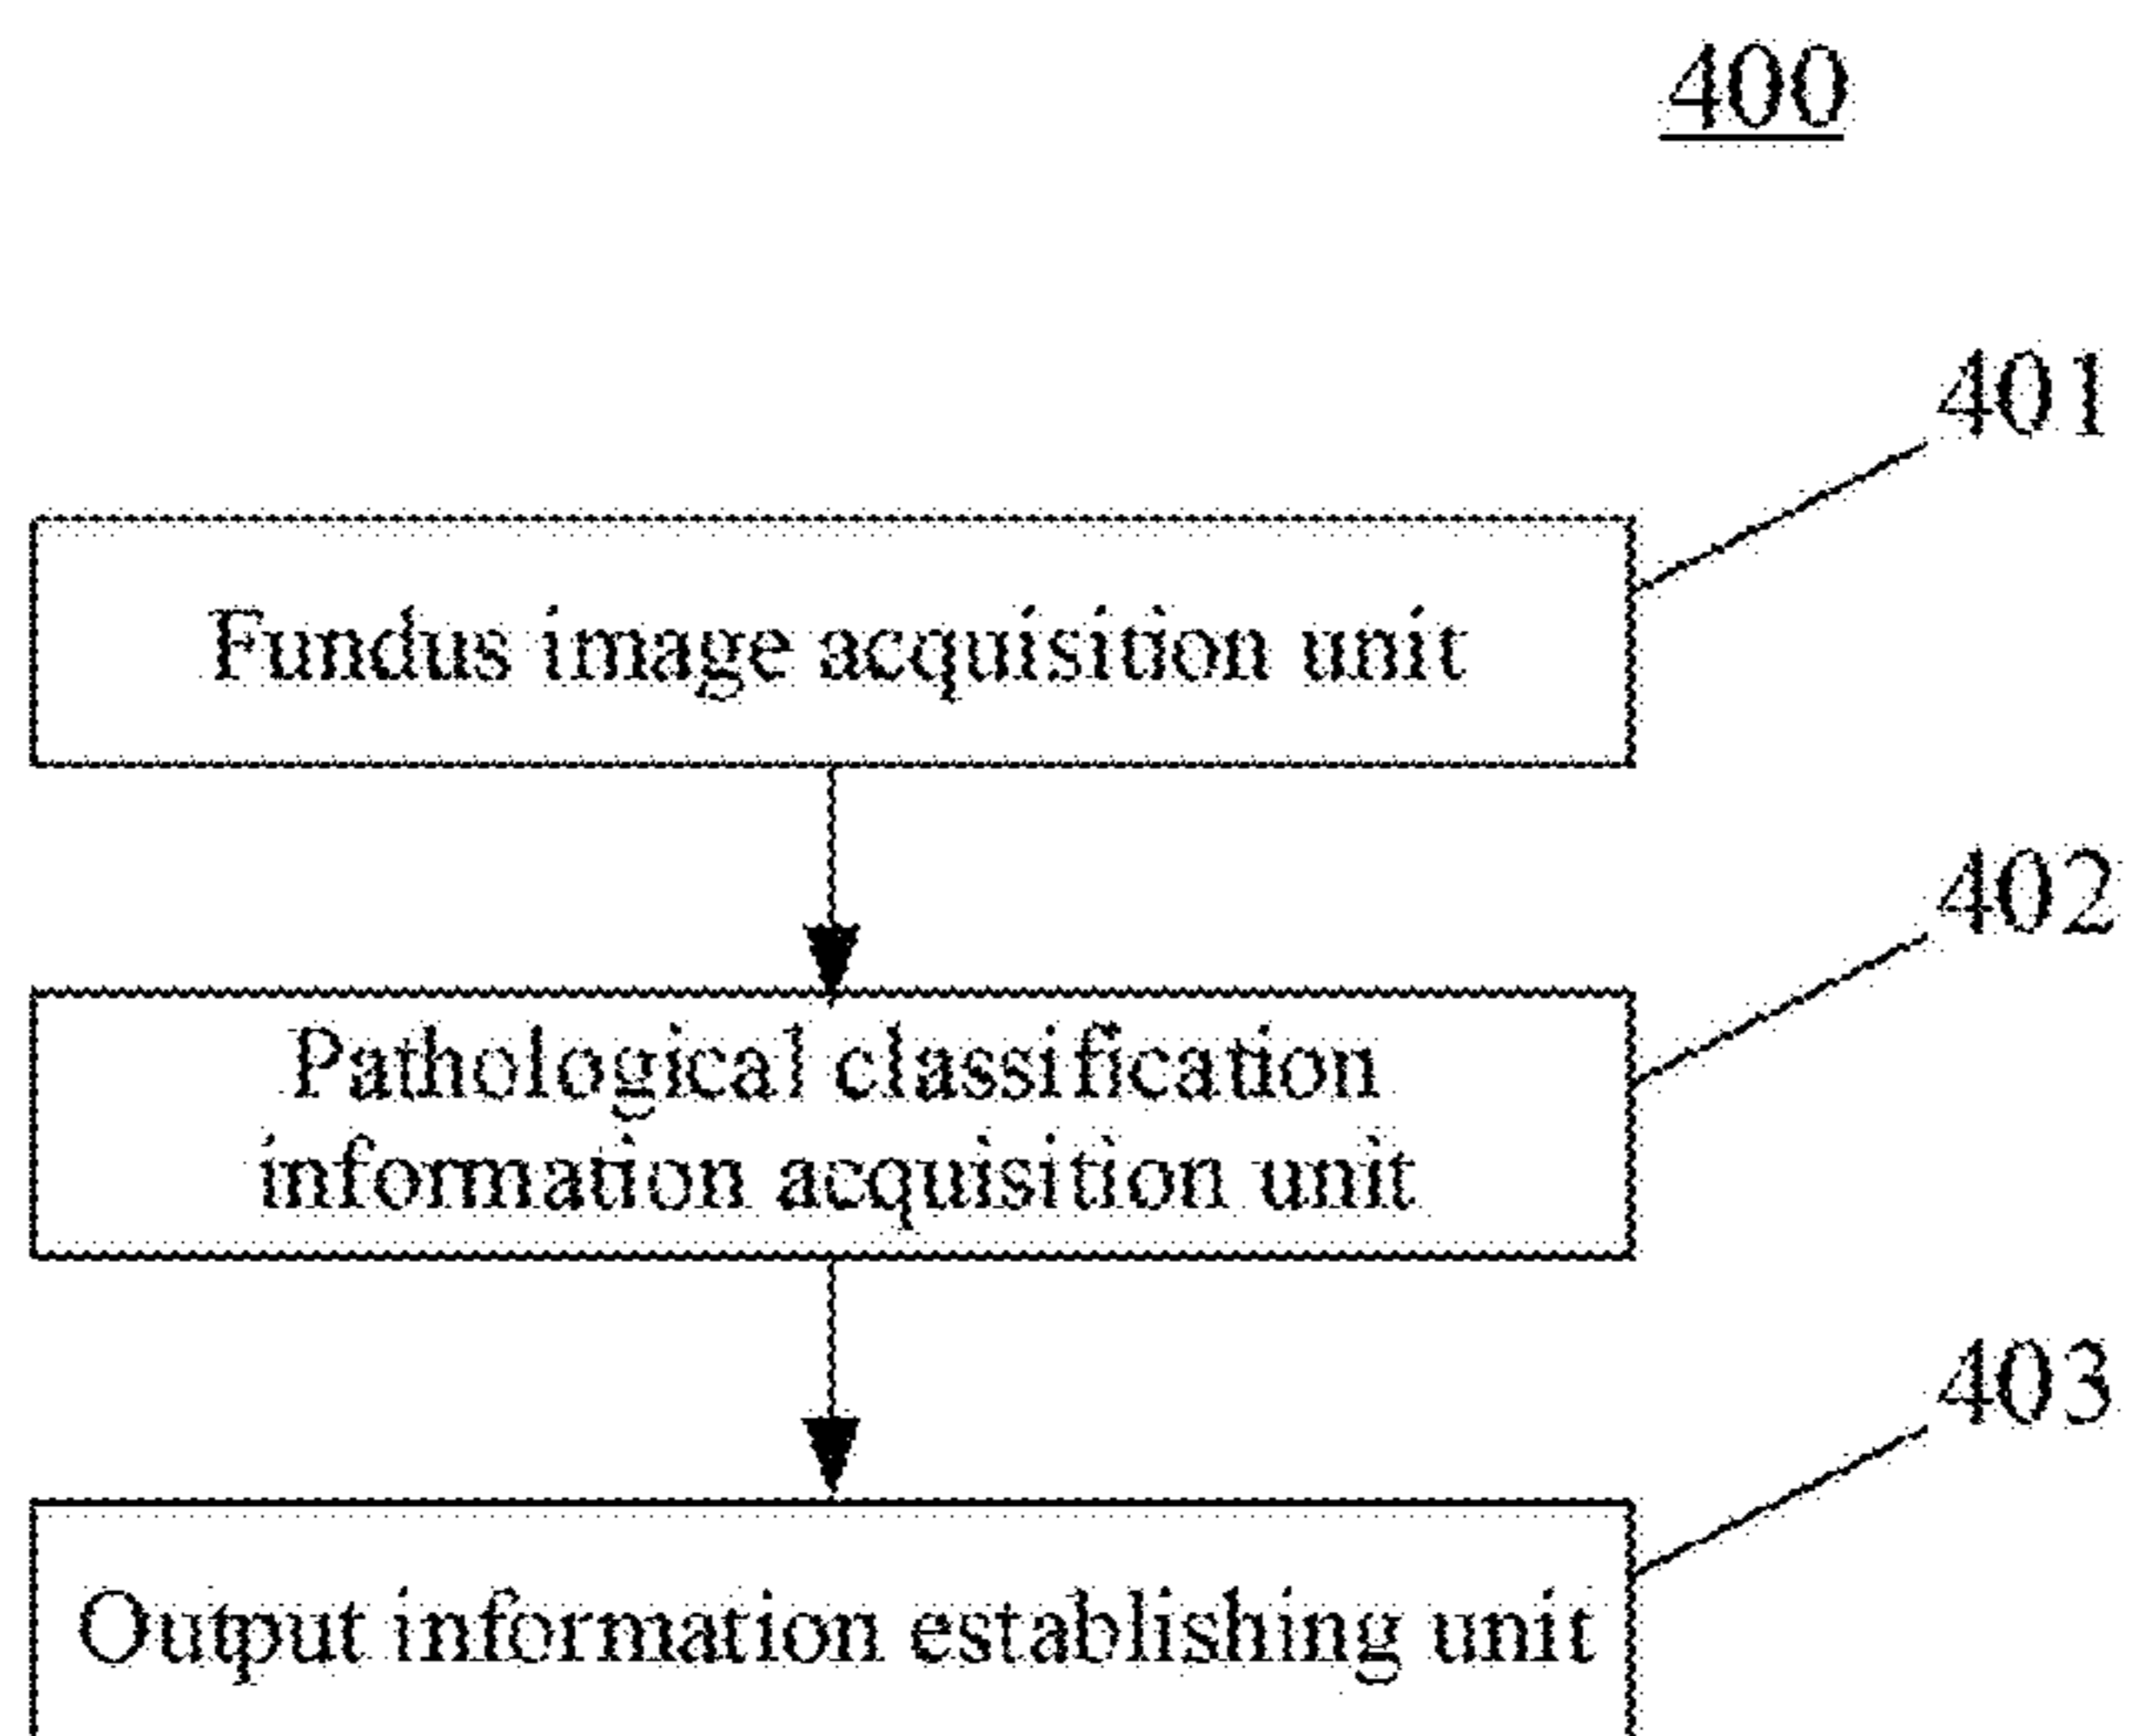 400
401
Fundus image acquisition unit
402
Pathological classification
information acquisition unit
403
Output information establishing unit